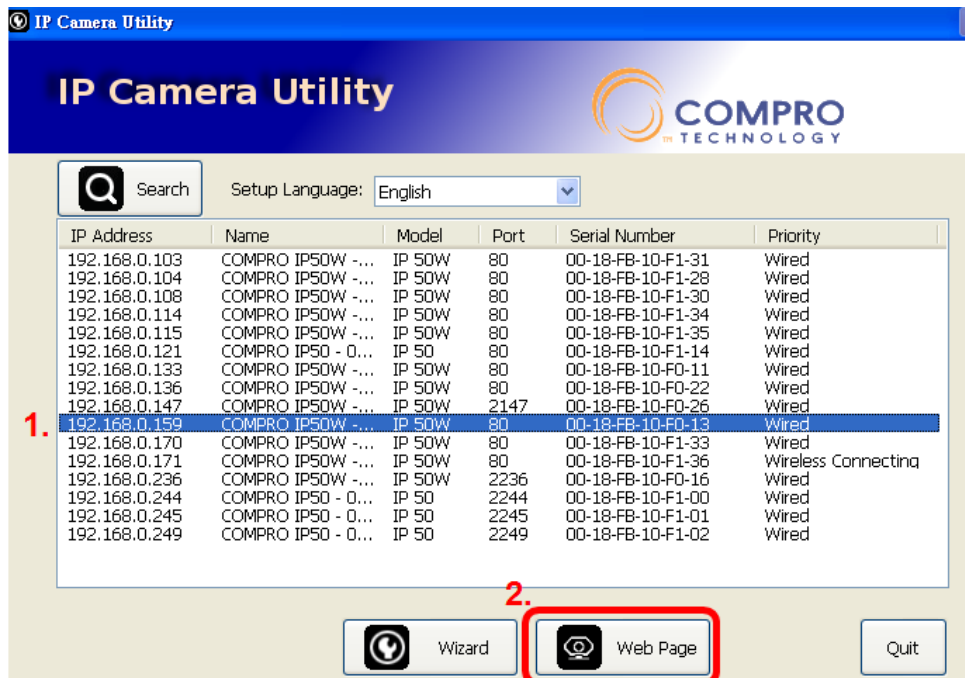 IP Camera Utility
IP Camera Utility
COMPRO
TM TECHNOLOGY
Search Setup Language: English
IP Address Name Model Port Serial Number Priority
192.168.0.103 COMPRO IP50W -... IP 50W 80 00-18-FB-10-F1-31 Wired
192.168.0.104 COMPRO IP50W -... IP 50W 80 00-18-FB-10-F1-28 Wired
192.168.0.108 COMPRO IP50W -... IP 50W 80 00-18-FB-10-F1-30 Wired
192.168.0.114 COMPRO IP50W -... IP 50W 80 00-18-FB-10-F1-34 Wired
192.168.0.115 COMPRO IP50W -... IP 50W 80 00-18-FB-10-F1-35 Wired
192.168.0.121 COMPRO IP50 - 0... IP 50 80 00-18-FB-10-F1-14 Wired
192.168.0.133 COMPRO IP50W -... IP 50W 80 00-18-FB-10-F0-11 Wired
192.168.0.136 COMPRO IP50W -... IP 50W 80 00-18-FB-10-F0-22 Wired
192.168.0.147 COMPRO IP50W -... IP 50W 2147 00-18-FB-10-F0-26 Wired
1. 192.168.0.159 COMPRO IP50W -... IP 50W 80 00-18-FB-10-F0-13 Wired
192.168.0.170 COMPRO IP50W -... IP 50W 80 00-18-FB-10-F1-33 Wired
192.168.0.171 COMPRO IP50W -... IP 50W 80 00-18-FB-10-F1-36 Wireless Connecting
192.168.0.236 COMPRO IP50W -... IP 50W 2236 00-18-FB-10-F0-16 Wired
192.168.0.244 COMPRO IP50 - 0... IP 50 2244 00-18-FB-10-F1-00 Wired
192.168.0.245 COMPRO IP50 - 0... IP 50 2245 00-18-FB-10-F1-01 Wired
192.168.0.249 COMPRO IP50 - 0... IP 50 2249 00-18-FB-10-F1-02 Wired
2.
Wizard Web Page Quit